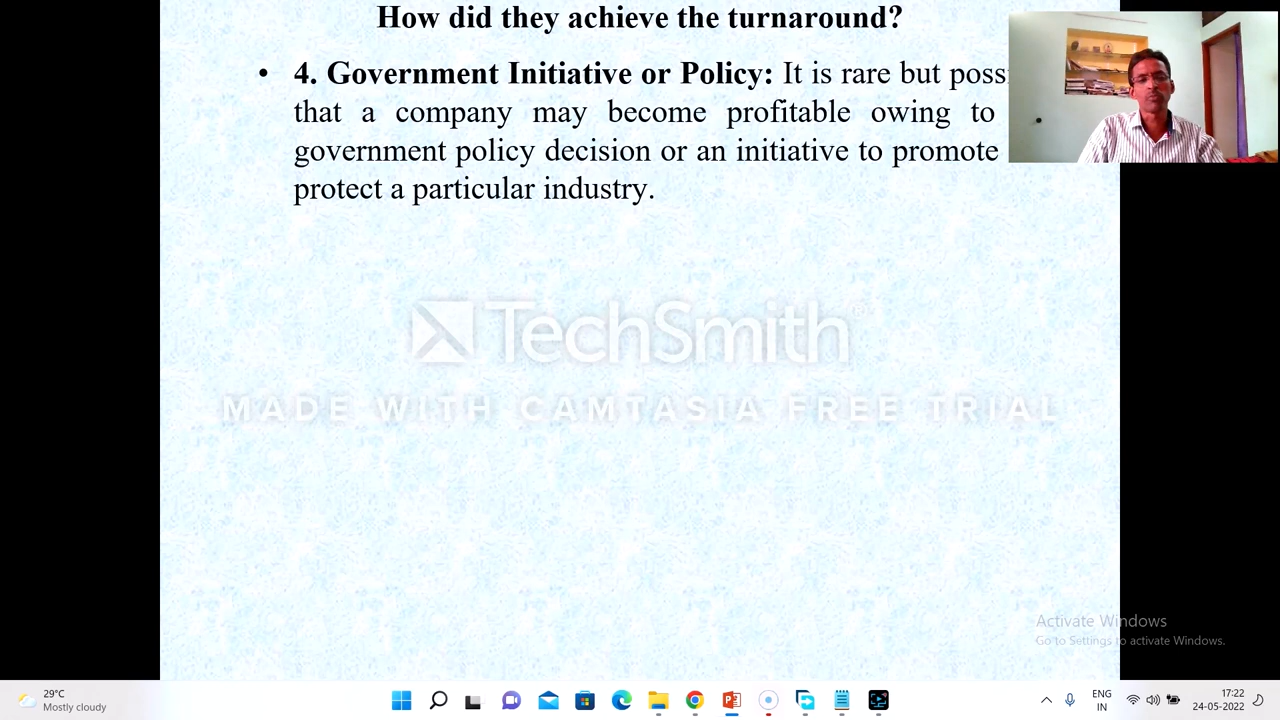 How did they achieve the turnaround?
• 4. Government Initiative or Policy: It is rare but poss
that a company may become profitable owing to
government policy decision or an initiative to promote
protect a particular industry.
TechSmith®
MADE WITH CAMTASIA FREE TRIAL
Activate Windows
Go to Settings to activate Windows.
29°C
Mostly cloudy
ENG
IN
17:22
24-05-2022